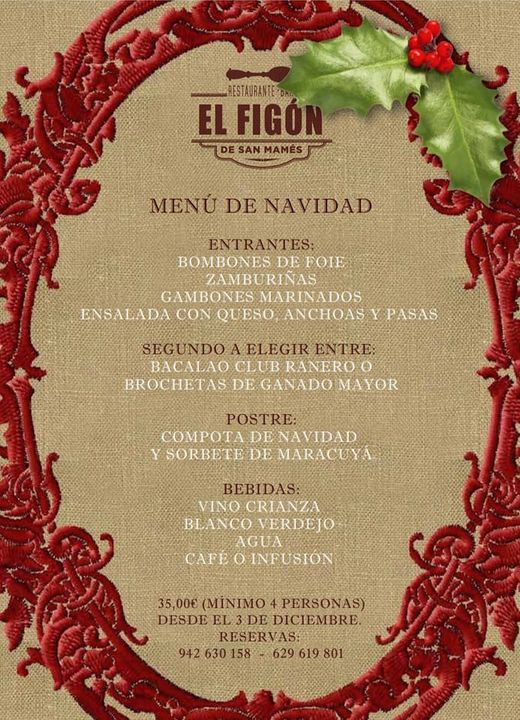 RESTAURANTE · BAR
EL FIGÓN
DE SAN MAMÉS
MENÚ DE NAVIDAD
ENTRANTES:
BOMBONES DE FOIE
ZAMBURIÑAS
GAMBONES MARINADOS
ENSALADA CON QUESO, ANCHOAS Y PASAS
SEGUNDO A ELEGIR ENTRE:
BACALAO CLUB RANERO O
BROCHETAS DE GANADO MAYOR
POSTRE:
COMPOTA DE NAVIDAD
Y SORBETE DE MARACUYÁ
BEBIDAS:
VINO CRIANZA
BLANCO VERDEJO
AGUA
CAFÉ O INFUSIÓN
35,00€ (MÍNIMO 4 PERSONAS)
DESDE EL 3 DE DICIEMBRE.
RESERVAS:
942 630 158 - 629 619 801